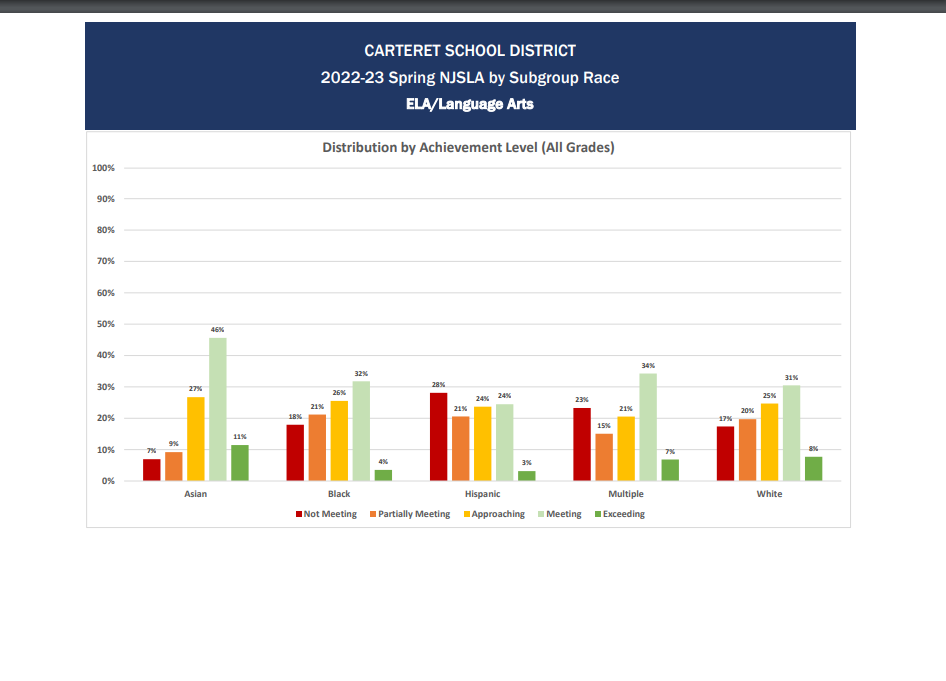 CARTERET SCHOOL DISTRICT
2022-23 Spring NJSLA by Subgroup Race
ELA/Language Arts
Distribution by Achievement Level (All Grades)
100%
90%
80%
70%
60%
50%
40%
30%
20%
10%
0%
7% 9% 27% 46% 11%
18% 21% 26% 32% 4%
28% 21% 24% 24% 3%
23% 15% 21% 34% 7%
17% 20% 25% 31% 8%
Asian Black Hispanic Multiple White
Not Meeting Partially Meeting Approaching Meeting Exceeding